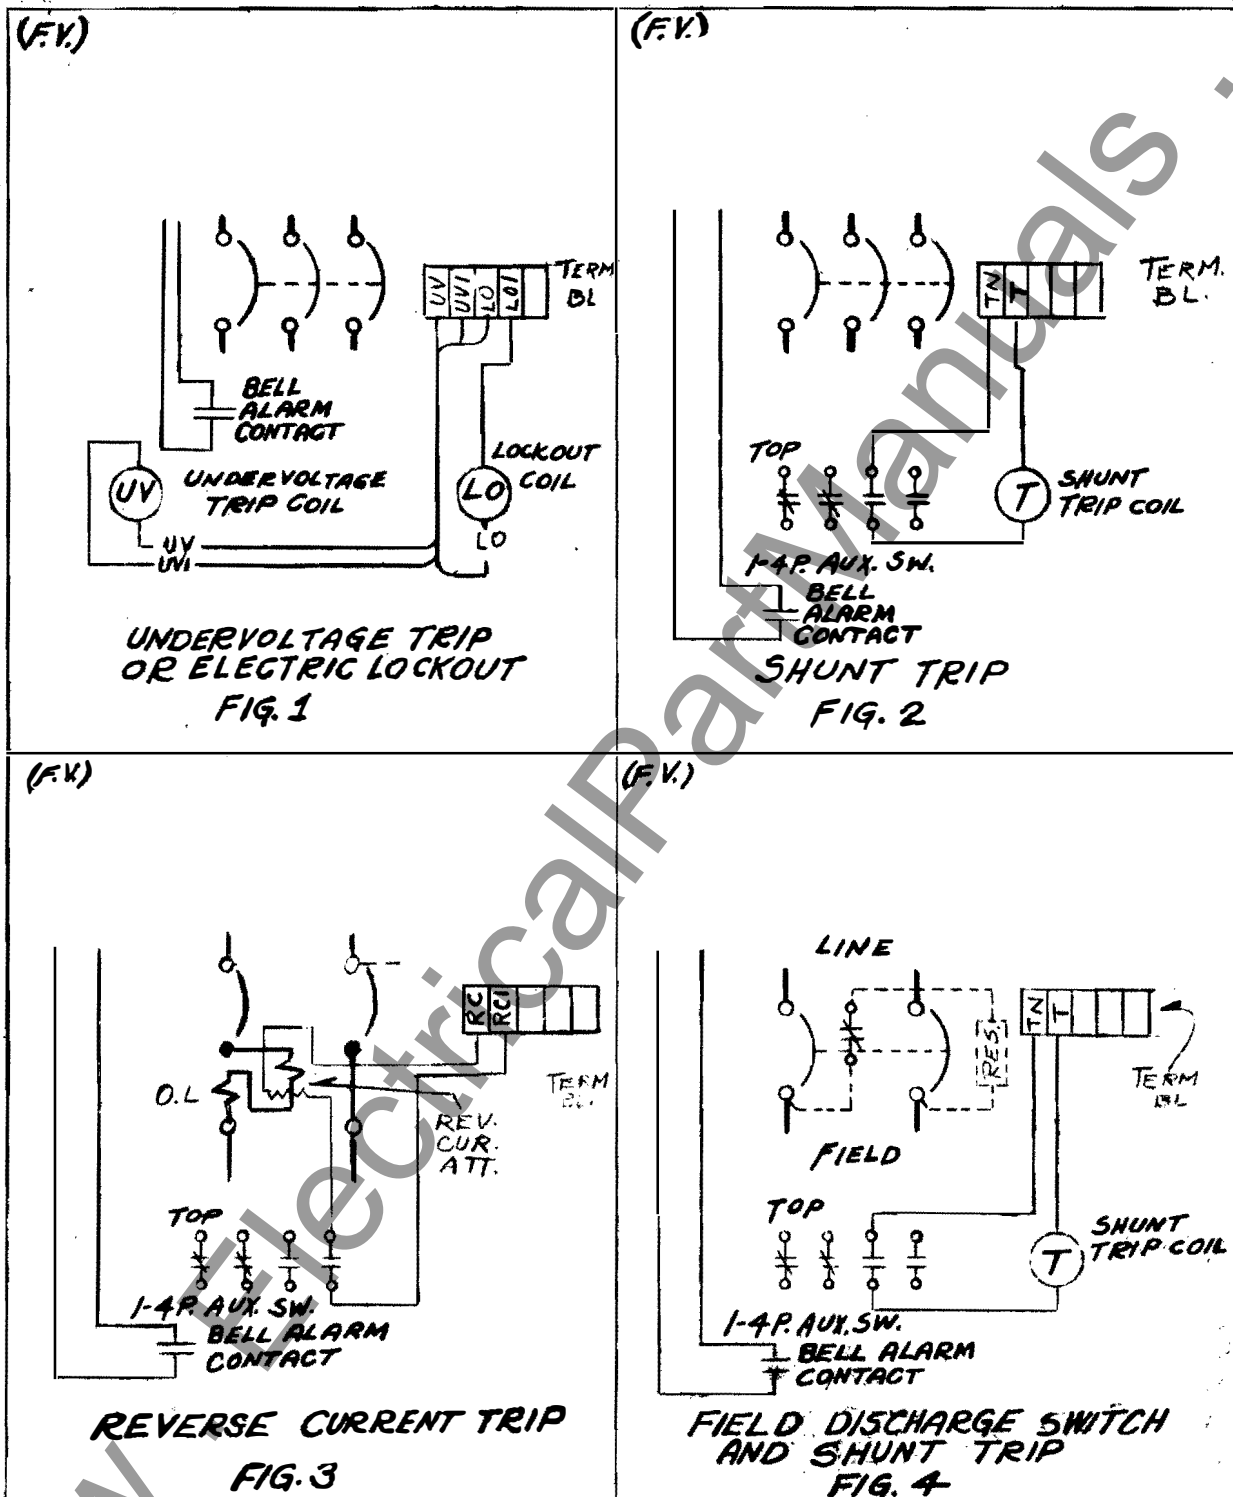 (F.V.)
UV
UV1
LO
LO1
TERM
BL
BELL
ALARM
CONTACT
UV
UNDERVOLTAGE
TRIP COIL
LO
LOCKOUT
COIL
UV
UV1
LO
UNDERVOLTAGE TRIP
OR ELECTRIC LOCKOUT
FIG. 1
(F.V.)
TN
T
TERM.
BL.
TOP
T
SHUNT
TRIP COIL
1-4P. AUX. SW.
BELL
ALARM
CONTACT
SHUNT TRIP
FIG. 2
(F.V.)
RC
RC1
TERM
BL.
O.L
REV.
CUR.
ATT.
TOP
1-4P. AUX. SW.
BELL ALARM
CONTACT
REVERSE CURRENT TRIP
FIG. 3
(F.V.)
LINE
RES.
TN
T
TERM
BL
FIELD
TOP
T
SHUNT
TRIP COIL
1-4P. AUX. SW.
BELL ALARM
CONTACT
FIELD DISCHARGE SWITCH
AND SHUNT TRIP
FIG. 4
w . ElectricalPartManuals .